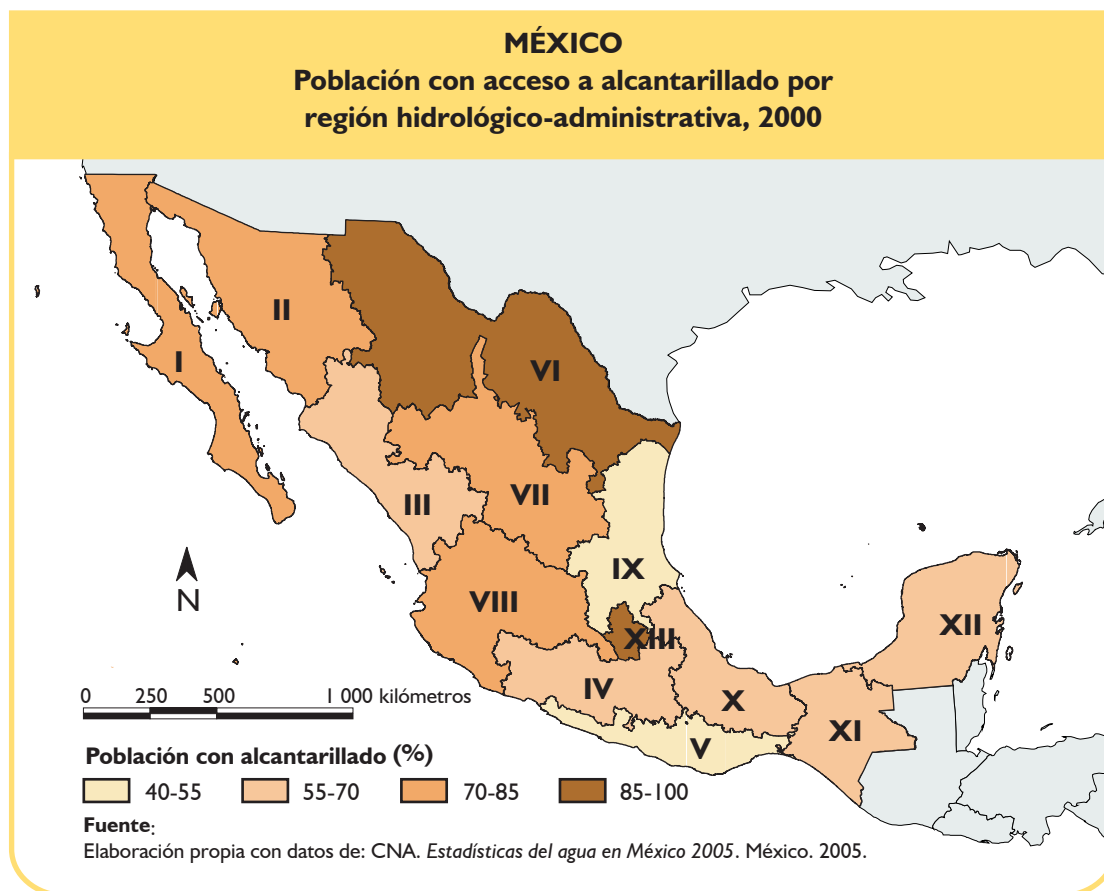 MÉXICO
Población con acceso a alcantarillado por
región hidrológico-administrativa, 2000
II
I
VI
III
VII
IX
VIII
XIII
XII
N
IV
X
XI
V
0 250 500 1 000 kilómetros
Población con alcantarillado (%)
40-55 55-70 70-85 85-100
Fuente:
Elaboración propia con datos de: CNA. Estadísticas del agua en México 2005. México. 2005.